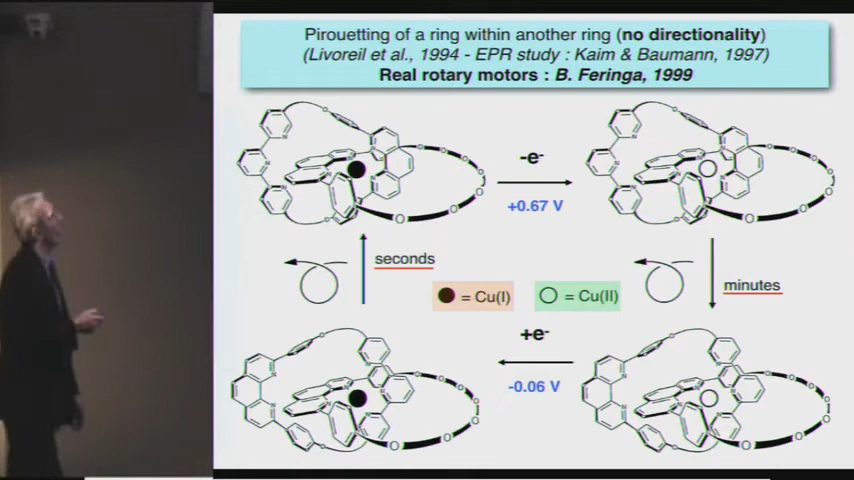 Pirouetting of a ring within another ring (no directionality)
(Livoreil et al., 1994 - EPR study : Kaim & Baumann, 1997)
Real rotary motors : B. Feringa, 1999
-e-
+0.67 V
seconds
minutes
= Cu(I)
= Cu(II)
+e-
-0.06 V